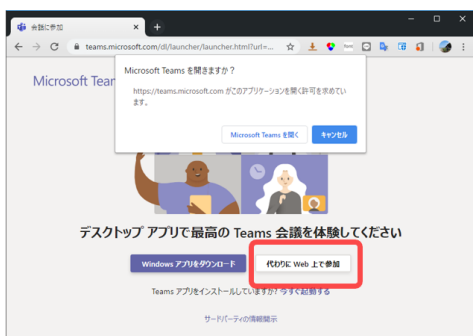 会議に参加
teams.microsoft.com/dl/launcher/launcher.html?url=...
Microsoft Teams を開きますか？
https://teams.microsoft.com がこのアプリケーションを開く許可を求めてい
ます。
Microsoft Teams を開く
キャンセル
Microsoft Tear
デスクトップ アプリで最高の Teams 会議を体験してください
Windows アプリをダウンロード
代わりに Web 上で参加
Teams アプリをインストールしていますか? 今すぐ起動する
サードパーティの情報開示